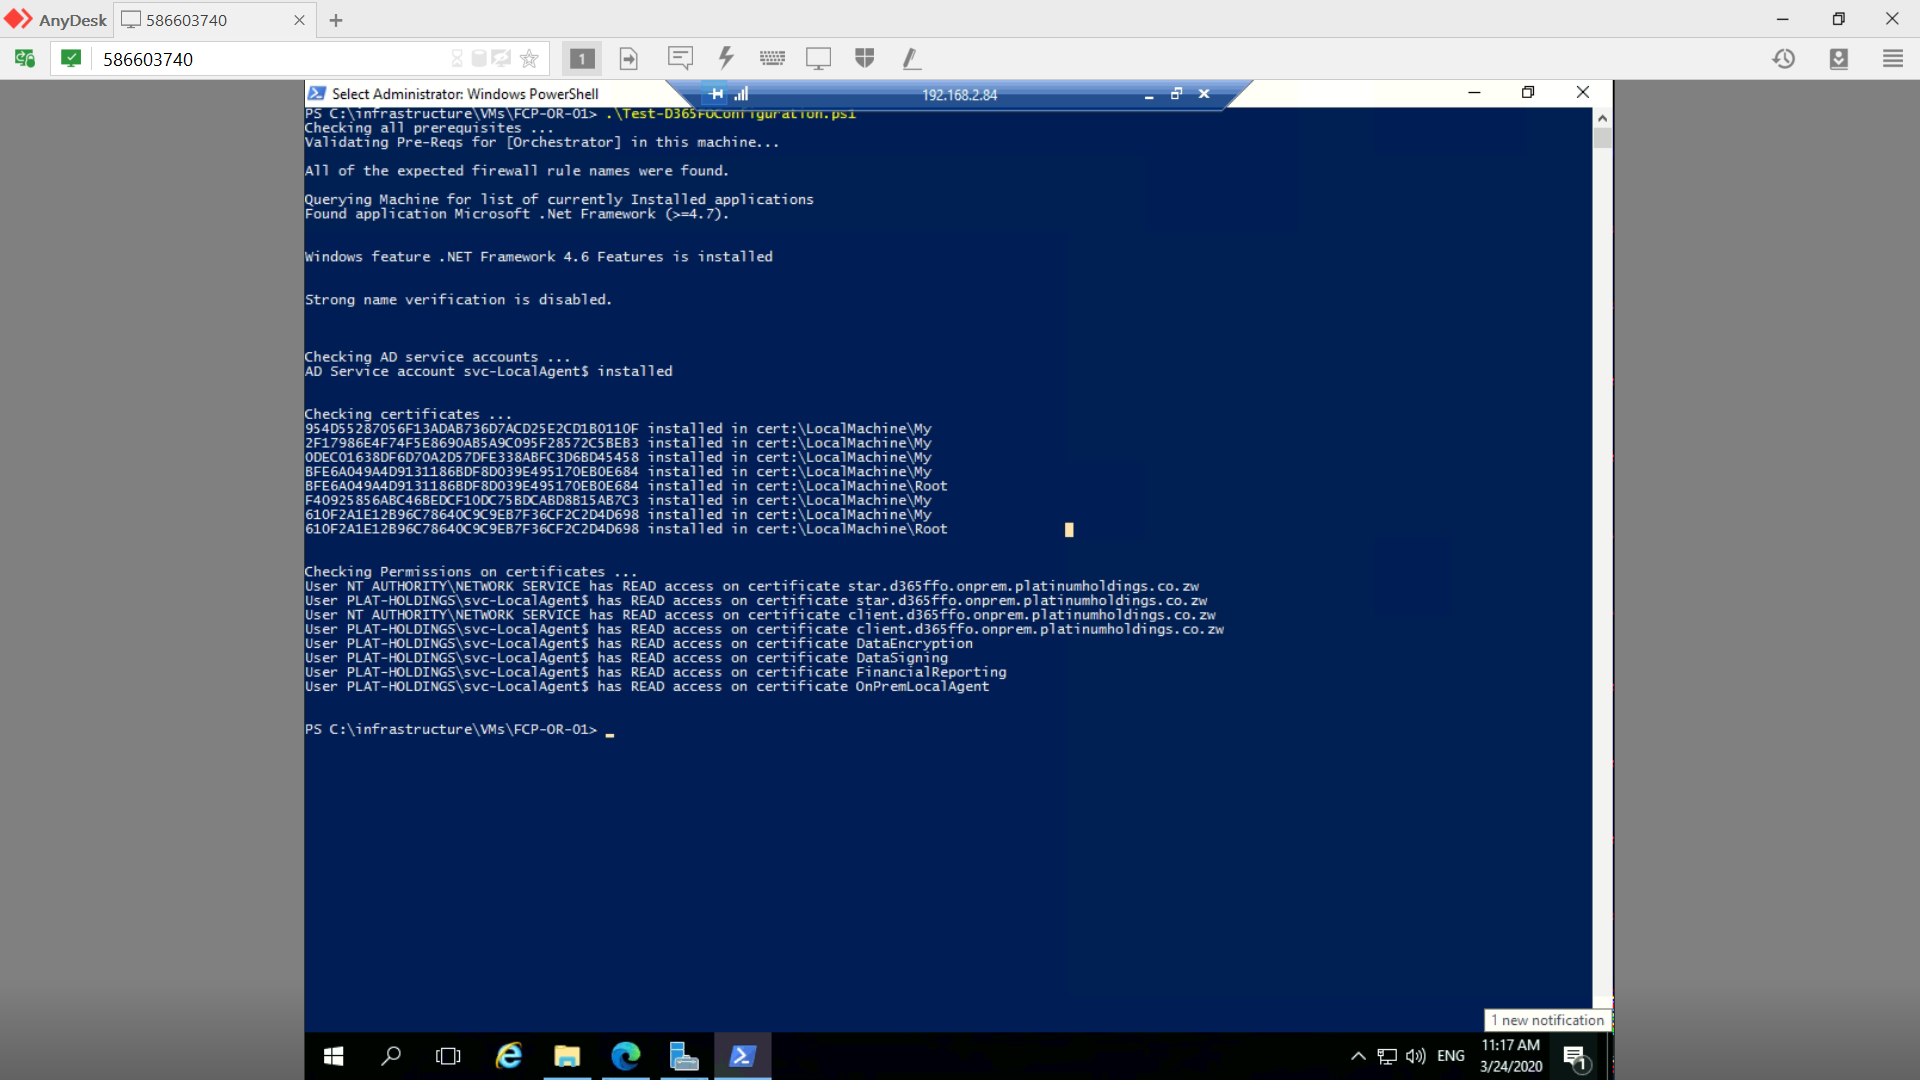 AnyDesk
586603740
586603740
1
Select Administrator: Windows PowerShell
192.168.2.84
PS C:\infrastructure\VMs\FCP-OR-01> .\Test-D365FOConfiguration.ps1
Checking all prerequisites ...
Validating Pre-Reqs for [Orchestrator] in this machine...
All of the expected firewall rule names were found.
Querying Machine for list of currently Installed applications
Found application Microsoft .Net Framework (>=4.7).
Windows feature .NET Framework 4.6 Features is installed
Strong name verification is disabled.
Checking AD service accounts ...
AD Service account svc-LocalAgent$ installed
Checking certificates ...
954D55287056F13ADAB736D7ACD25E2CD1B0110F installed in cert:\LocalMachine\My
2F17986E4F74F5E8690AB5A9C095F28572C5BEB3 installed in cert:\LocalMachine\My
0DEC01638DF6D70A2D57DFE338ABFC3D6BD45458 installed in cert:\LocalMachine\My
BFE6A049A4D9131186BDF8D039E495170EB0E684 installed in cert:\LocalMachine\My
BFE6A049A4D9131186BDF8D039E495170EB0E684 installed in cert:\LocalMachine\Root
F40925856ABC46BEDCF10DC75BDCABD8B15AB7C3 installed in cert:\LocalMachine\My
610F2A1E12B96C78640C9C9EB7F36CF2C2D4D698 installed in cert:\LocalMachine\My
610F2A1E12B96C78640C9C9EB7F36CF2C2D4D698 installed in cert:\LocalMachine\Root
Checking Permissions on certificates ...
User NT AUTHORITY\NETWORK SERVICE has READ access on certificate star.d365ffo.onprem.platinumholdings.co.zw
User PLAT-HOLDINGS\svc-LocalAgent$ has READ access on certificate star.d365ffo.onprem.platinumholdings.co.zw
User NT AUTHORITY\NETWORK SERVICE has READ access on certificate client.d365ffo.onprem.platinumholdings.co.zw
User PLAT-HOLDINGS\svc-LocalAgent$ has READ access on certificate client.d365ffo.onprem.platinumholdings.co.zw
User PLAT-HOLDINGS\svc-LocalAgent$ has READ access on certificate DataEncryption
User PLAT-HOLDINGS\svc-LocalAgent$ has READ access on certificate DataSigning
User PLAT-HOLDINGS\svc-LocalAgent$ has READ access on certificate FinancialReporting
User PLAT-HOLDINGS\svc-LocalAgent$ has READ access on certificate OnPremLocalAgent
PS C:\infrastructure\VMs\FCP-OR-01> _
1 new notification
ENG
11:17 AM
3/24/2020
1